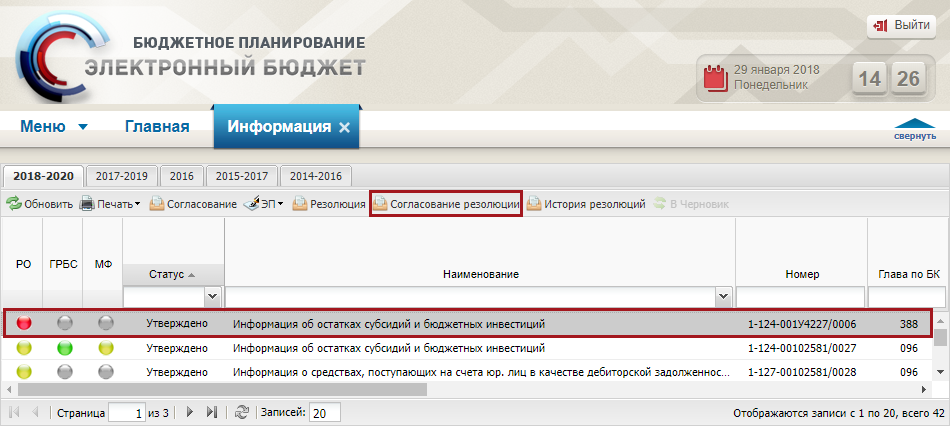 БЮДЖЕТНОЕ ПЛАНИРОВАНИЕ
ЭЛЕКТРОННЫЙ БЮДЖЕТ
Выйти
29 января 2018
Понедельник
14 26
Меню Главная Информация
свернуть
2018-2020 2017-2019 2016 2015-2017 2014-2016
Обновить Печать Согласование ЭП Резолюция Согласование резолюции История резолюций В Черновик
РО ГРБС МФ Статус Наименование Номер Глава по БК
Утверждено Информация об остатках субсидий и бюджетных инвестиций 1-124-001У4227/0006 388
Утверждено Информация об остатках субсидий и бюджетных инвестиций 1-124-00102581/0027 096
Утверждено Информация о средствах, поступающих на счета юр. лиц в качестве дебиторской задолженнос... 1-127-00102581/0028 096
Страница 1 из 3 Записей: 20 Отображаются записи с 1 по 20, всего 42